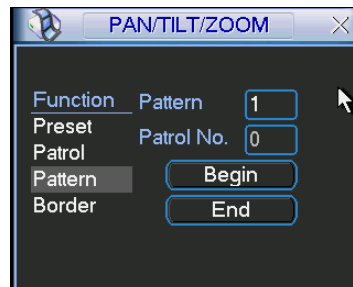 PAN/TILT/ZOOM
Function
Preset
Patrol
Pattern
Border
Pattern 1
Patrol No. 0
Begin
End